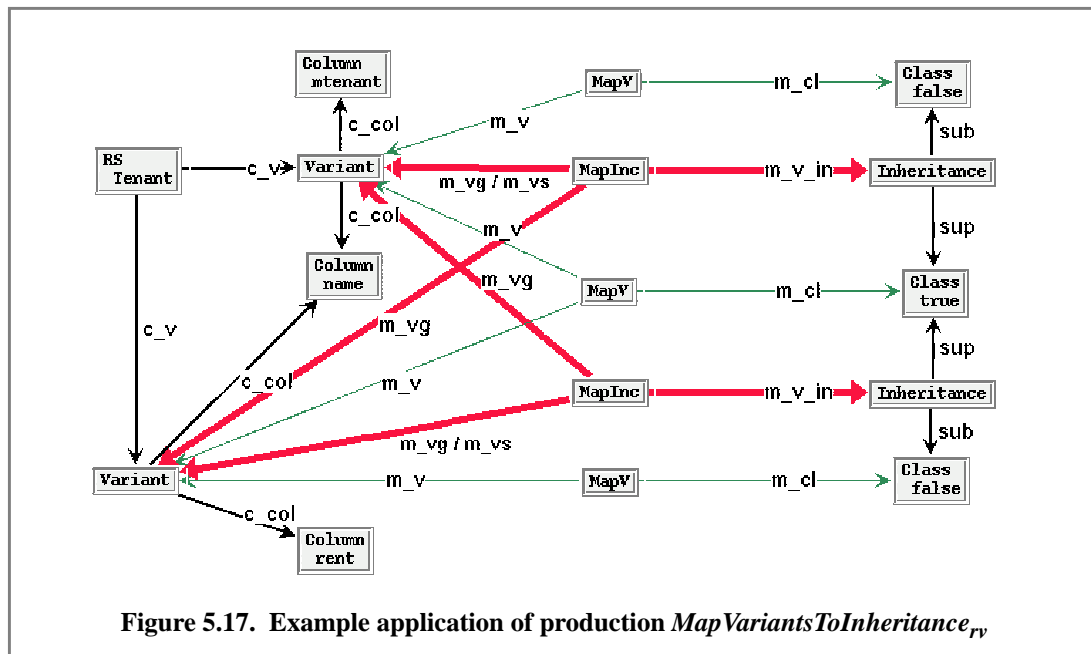 Column
mtenant
MapV
m_cl
Class
false
m_v
c_col
sub
RS
Tenant
c_v
Variant
m_vg / m_vs
MapInc
m_v_in
Inheritance
c_col
m_v
sup
Column
name
m_vg
MapV
m_cl
Class
true
c_v
m_vg
sup
c_col
m_v
MapInc
m_v_in
Inheritance
m_vg / m_vs
sub
Variant
m_v
MapV
m_cl
Class
false
c_col
Column
rent
Figure 5.17. Example application of production MapVariantsToInheritancerv